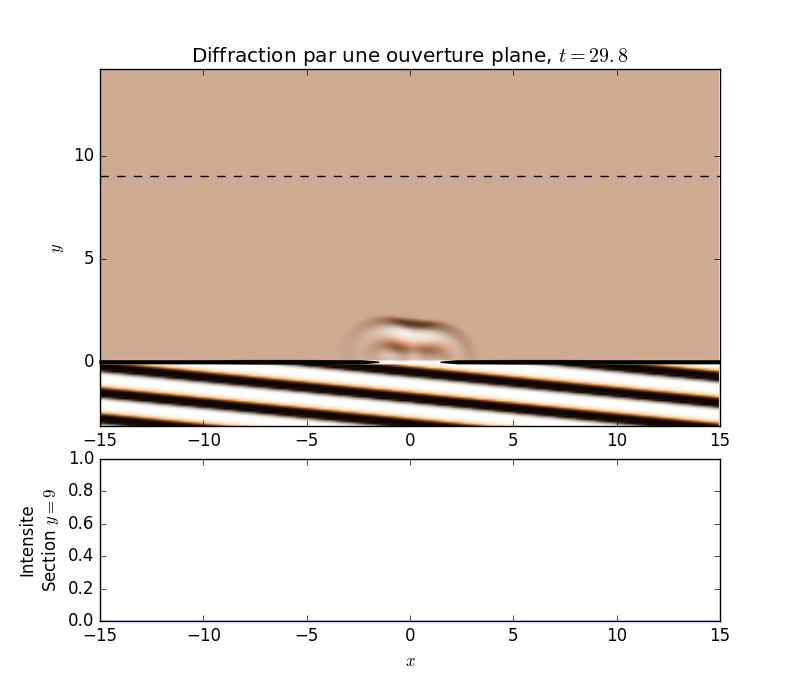 Diffraction par une ouverture plane, t = 29.8
10
5
0
y
−15 −10 −5 0 5 10 15
1.0
0.8
0.6
0.4
0.2
0.0
Intensite
Section y = 9
−15 −10 −5 0 5 10 15
x